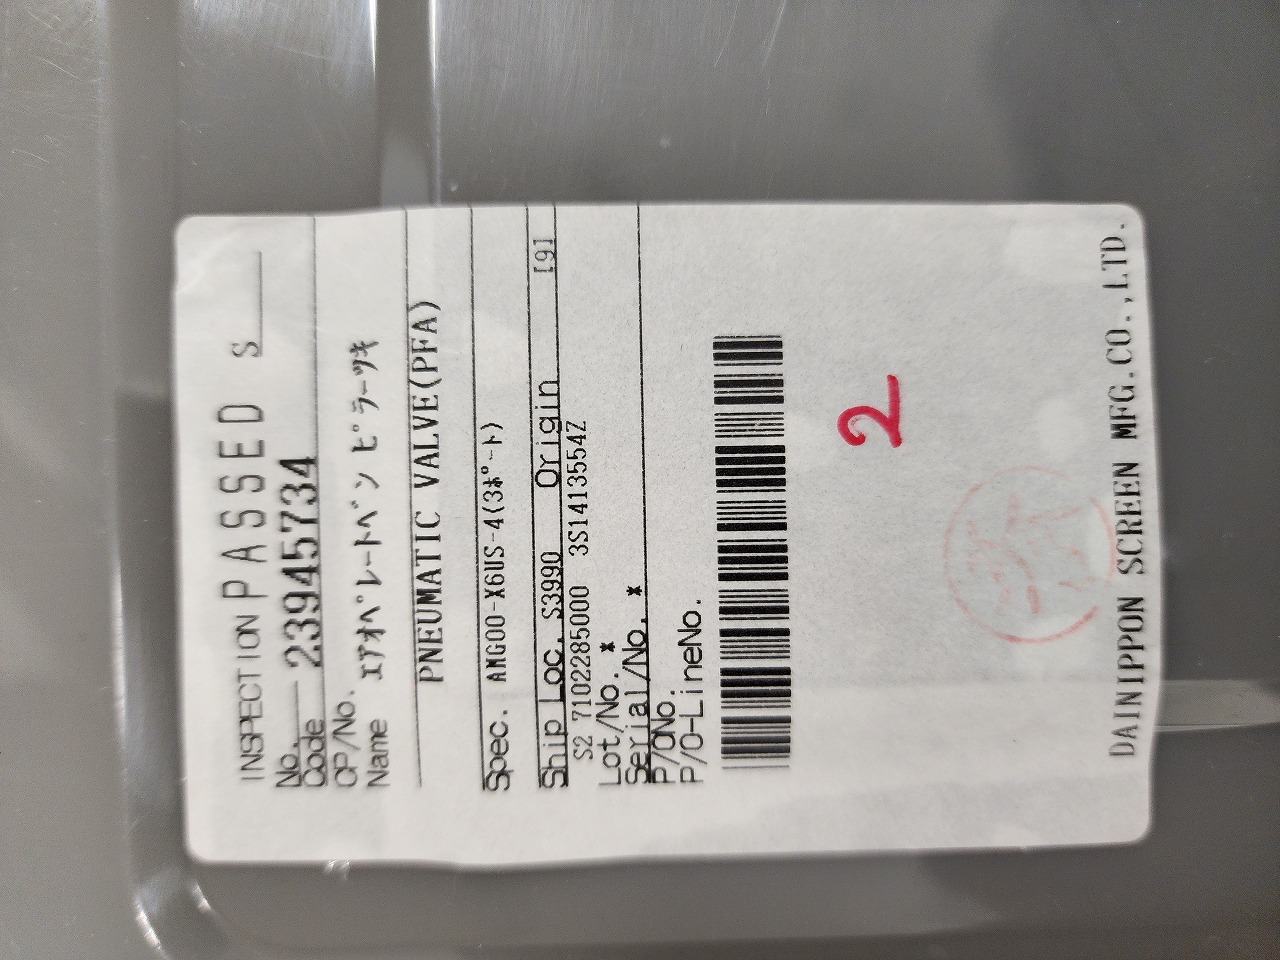 INSPECTION PASSED S
No. 23945734
Code
OP/No.
Name ｴｱｵﾍﾟﾚｰﾄﾍﾞﾝ ﾋﾟﾗｰﾂｷ
PNEUMATIC VALVE(PFA)
Spec. AMG00-X6US-4(3ﾎﾟｰﾄ)
Ship Loc. S3990 Origin [9]
S2 7102285000 3S1413554Z
Lot/No. *
Serial/No. *
P/ONo.
P/O-LineNo.
2
DAINIPPON SCREEN MFG.CO.,LTD.